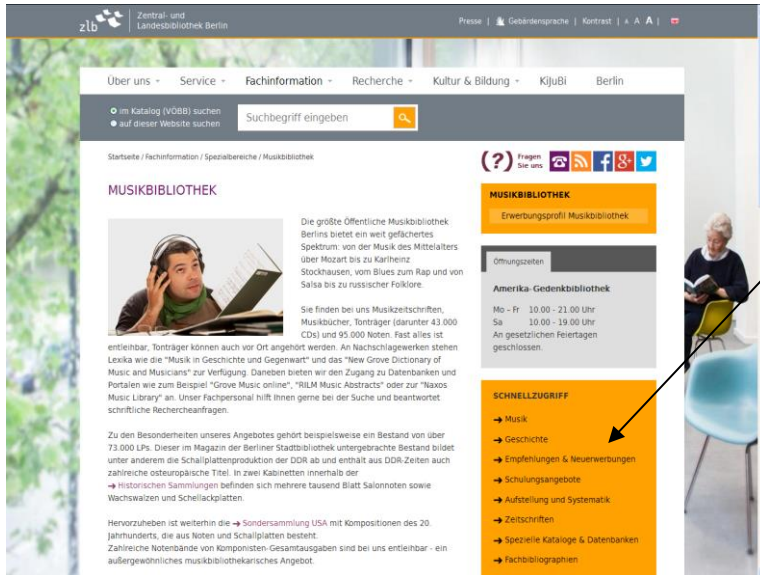 zlb
Zentral- und
Landesbibliothek Berlin
Presse | Gebärdensprache | Kontrast | A A A |
Über uns
Service
Fachinformation
Recherche
Kultur & Bildung
KiJuBi
Berlin
im Katalog (VÖBB) suchen
auf dieser Website suchen
Suchbegriff eingeben
Startseite / Fachinformation / Spezialbereiche / Musikbibliothek
(?) Fragen
Sie uns
MUSIKBIBLIOTHEK
Die größte Öffentliche Musikbibliothek
Berlins bietet ein weit gefächertes
Spektrum: von der Musik des Mittelalters
über Mozart bis zu Karlheinz
Stockhausen, vom Blues zum Rap und von
Salsa bis zu russischer Folklore.
Sie finden bei uns Musikzeitschriften,
Musikbücher, Tonträger (darunter 43.000
CDs) und 95.000 Noten. Fast alles ist
entleihbar, Tonträger können auch vor Ort angehört werden. An Nachschlagewerken stehen
Lexika wie die "Musik in Geschichte und Gegenwart" und das "New Grove Dictionary of
Music and Musicians" zur Verfügung. Daneben bieten wir den Zugang zu Datenbanken und
Portalen wie zum Beispiel "Grove Music online", "RILM Music Abstracts" oder zur "Naxos
Music Library" an. Unser Fachpersonal hilft Ihnen gerne bei der Suche und beantwortet
schriftliche Rechercheanfragen.
Zu den Besonderheiten unseres Angebotes gehört beispielsweise ein Bestand von über
73.000 LPs. Dieser im Magazin der Berliner Stadtbibliothek untergebrachte Bestand bildet
unter anderem die Schallplattenproduktion der DDR ab und enthält aus DDR-Zeiten auch
zahlreiche osteuropäische Titel. In zwei Kabinetten innerhalb der
→ Historischen Sammlungen befinden sich mehrere tausend Blatt Salonnoten sowie
Wachswalzen und Schellackplatten.
Hervorzuheben ist weiterhin die → Sondersammlung USA mit Kompositionen des 20.
Jahrhunderts, die aus Noten und Schallplatten besteht.
Zahlreiche Notenbände von Komponisten-Gesamtausgaben sind bei uns entleihbar - ein
außergewöhnliches musikbibliothekarisches Angebot.
MUSIKBIBLIOTHEK
Erwerbungsprofil Musikbibliothek
Öffnungszeiten
Amerika-Gedenkbibliothek
Mo – Fr 10.00 - 21.00 Uhr
Sa 10.00 - 19.00 Uhr
An gesetzlichen Feiertagen
geschlossen.
SCHNELLZUGRIFF
→ Musik
→ Geschichte
→ Empfehlungen & Neuerwerbungen
→ Schulungsangebote
→ Aufstellung und Systematik
→ Zeitschriften
→ Spezielle Kataloge & Datenbanken
→ Fachbibliographien